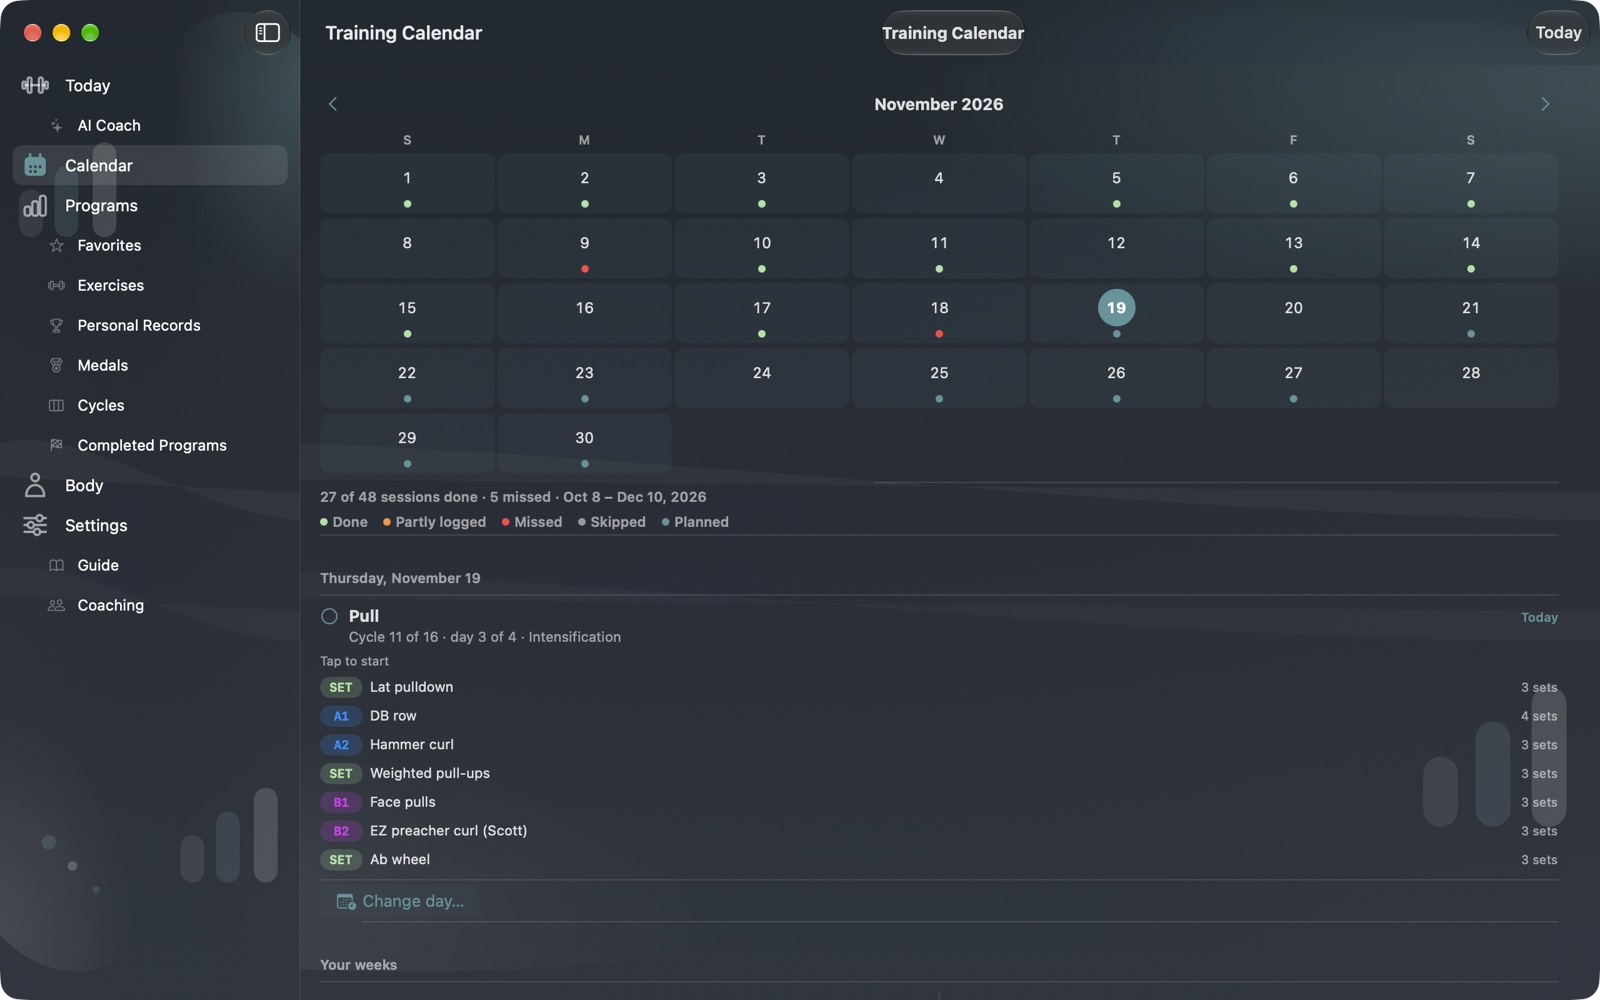 Training Calendar
Training Calendar
Today
Today
AI Coach
Calendar
Programs
Favorites
Exercises
Personal Records
Medals
Cycles
Completed Programs
Body
Settings
Guide
Coaching
November 2026
S M T W T F S
1 2 3 4 5 6 7
8 9 10 11 12 13 14
15 16 17 18 19 20 21
22 23 24 25 26 27 28
29 30
27 of 48 sessions done · 5 missed · Oct 8 – Dec 10, 2026
Done Partly logged Missed Skipped Planned
Thursday, November 19
Pull Today
Cycle 11 of 16 · day 3 of 4 · Intensification
Tap to start
SET Lat pulldown 3 sets
A1 DB row 4 sets
A2 Hammer curl 3 sets
SET Weighted pull-ups 3 sets
B1 Face pulls 3 sets
B2 EZ preacher curl (Scott) 3 sets
SET Ab wheel 3 sets
Change day...
Your weeks